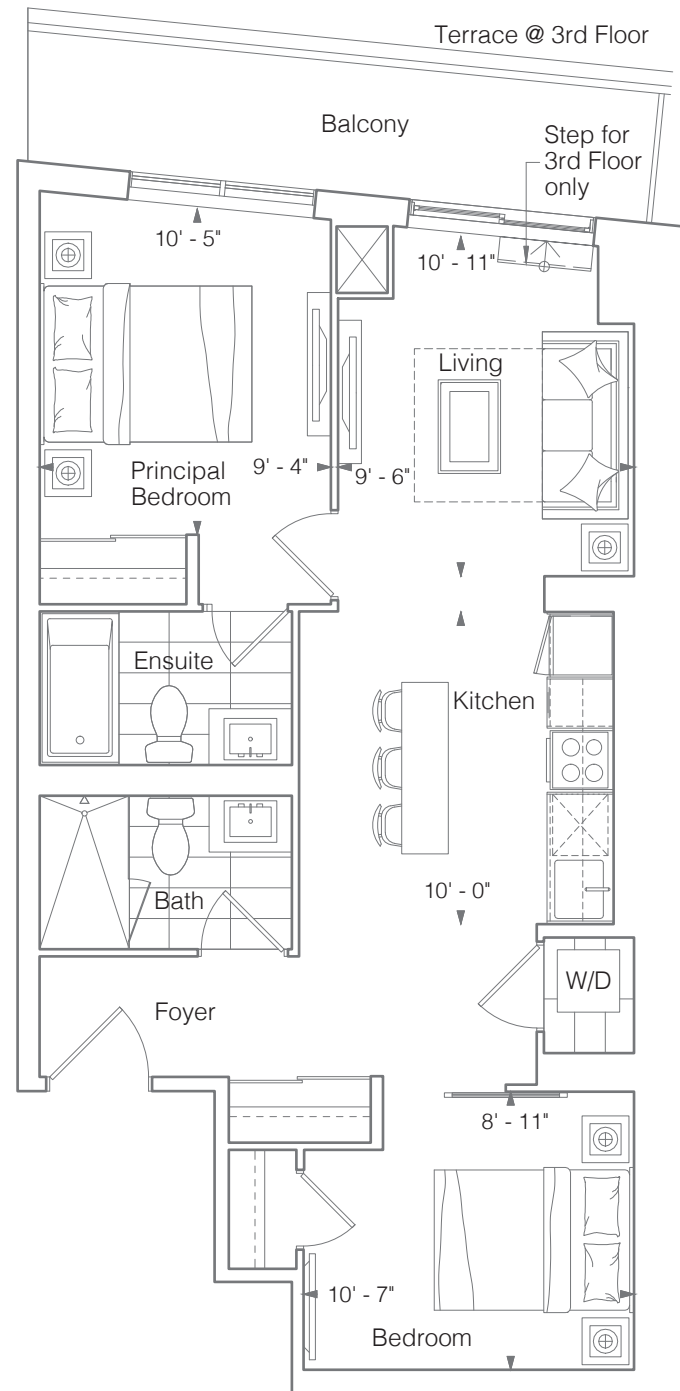 Terrace @ 3rd Floor
Balcony
Step for
3rd Floor
only
10' - 5"
10' - 11"
Living
Principal
Bedroom
9' - 4"
9' - 6"
Ensuite
Kitchen
Bath
10' - 0"
W/D
Foyer
8' - 11"
10' - 7"
Bedroom